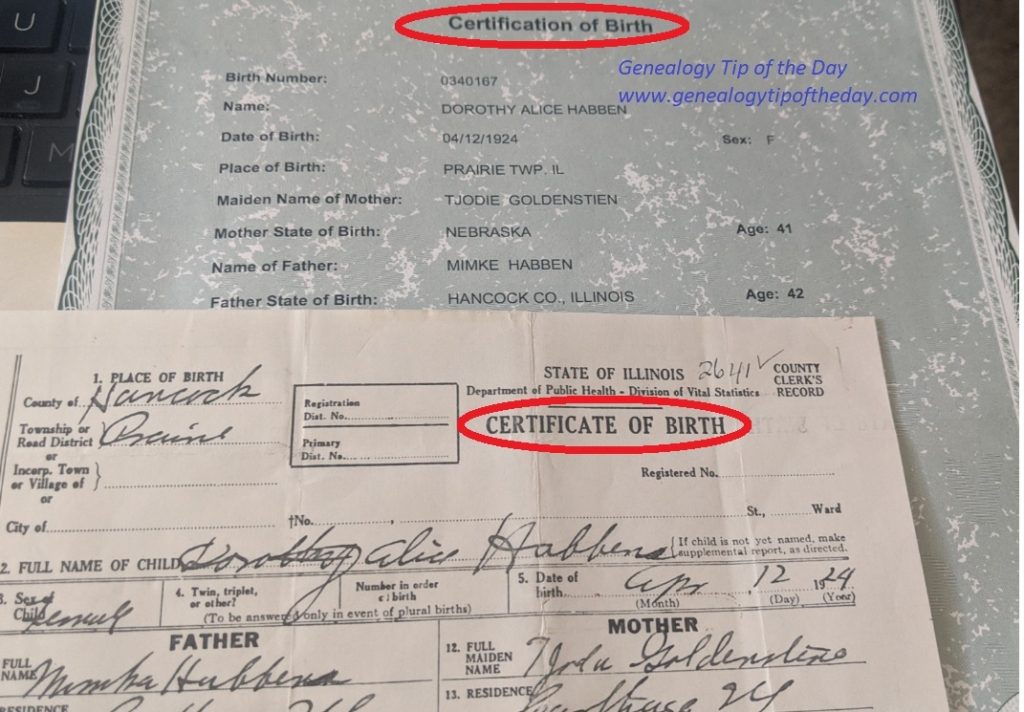 U
J
M
Certification of Birth
Genealogy Tip of the Day
www.genealogytipoftheday.com
Birth Number: 0340167
Name: DOROTHY ALICE HABBEN
Date of Birth: 04/12/1924 Sex: F
Place of Birth: PRAIRIE TWP. IL
Maiden Name of Mother: TJODIE GOLDENSTIEN
Mother State of Birth: NEBRASKA Age: 41
Name of Father: MIMKE HABBEN
Father State of Birth: HANCOCK CO., ILLINOIS Age: 42
1. PLACE OF BIRTH
County of Hancock
Township or
Road District Prairie
or
Incorp. Town
or Village of
or
City of
Registration
Dist. No.
Primary
Dist. No.
STATE OF ILLINOIS 2641 ✓
COUNTY
CLERK'S
RECORD
Department of Public Health - Division of Vital Statistics
CERTIFICATE OF BIRTH
Registered No.
†No. , St., Ward
2. FULL NAME OF CHILD Dorothy Alice Habbena
If child is not yet named, make
supplemental report, as directed.
3. Sex of
Child Female
4. Twin, triplet,
or other?
Number in order
of birth
(To be answered only in event of plural births)
5. Date of
birth Apr 12 1924
(Month) (Day) (Year)
FATHER
FULL
NAME Mimka Habbena
RESIDENCE
MOTHER
12. FULL
MAIDEN
NAME Goldenstine
13. RESIDENCE Carthage